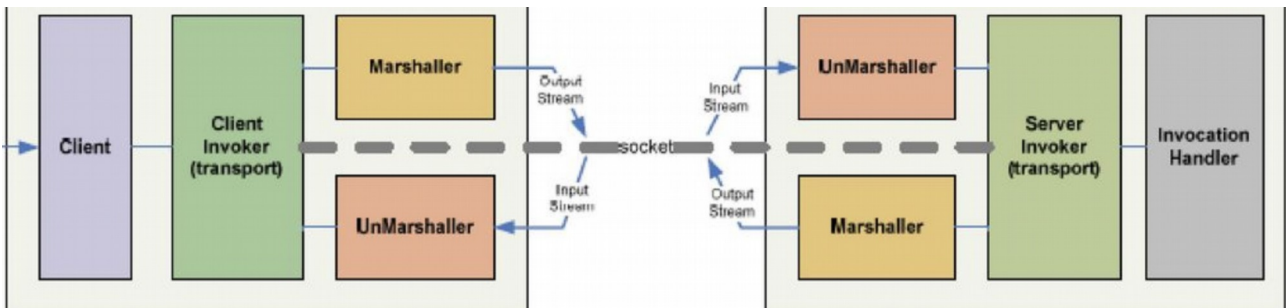 Client
Client
Invoker
(transport)
Marshaller
UnMarshaller
Output
Stream
Input
Stream
socket
Input
Stream
Output
Stream
UnMarshaller
Marshaller
Server
Invoker
(transport)
Invocation
Handler